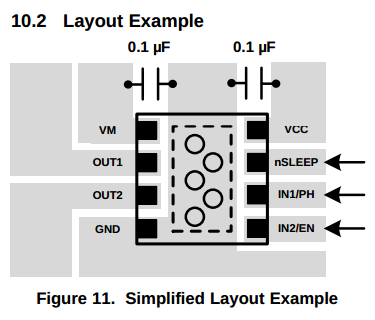 10.2 Layout Example
0.1 µF 0.1 µF
VM VCC
OUT1 nSLEEP
OUT2 IN1/PH
GND IN2/EN
Figure 11. Simplified Layout Example